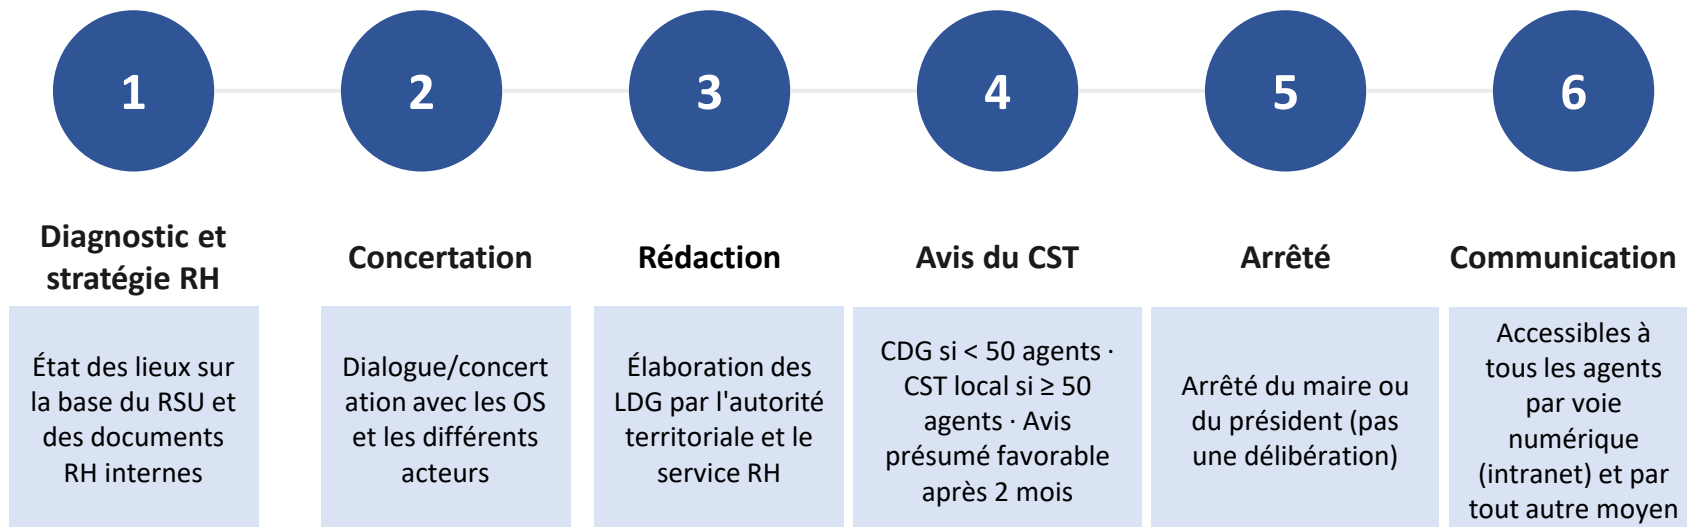 1
2
3
4
5
6
Diagnostic et
stratégie RH
Concertation
Rédaction
Avis du CST
Arrêté
Communication
État des lieux sur
la base du RSU et
des documents
RH internes
Dialogue/concert
ation avec les OS
et les différents
acteurs
Élaboration des
LDG par l'autorité
territoriale et le
service RH
CDG si < 50 agents ·
CST local si ≥ 50
agents · Avis
présumé favorable
après 2 mois
Arrêté du maire ou
du président (pas
une délibération)
Accessibles à
tous les agents
par voie
numérique
(intranet) et par
tout autre moyen